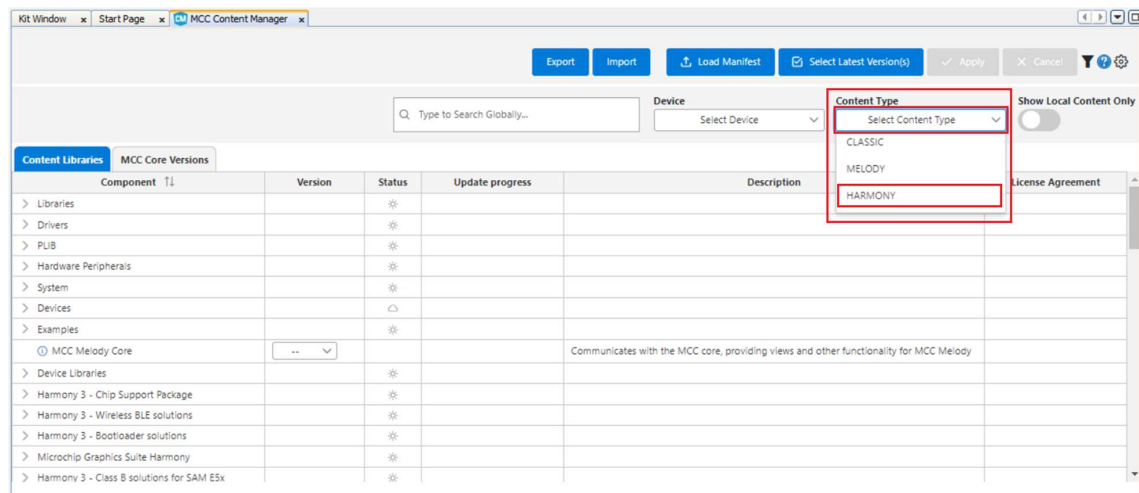 Kit Window x Start Page x CM MCC Content Manager x
Export Import Load Manifest Select Latest Version(s) Apply Cancel
Device Content Type Show Local Content Only
Type to Search Globally... Select Device Select Content Type
CLASSIC
MELODY
HARMONY
Content Libraries MCC Core Versions
Component Version Status Update progress Description License Agreement
Libraries
Drivers
PLIB
Hardware Peripherals
System
Devices
Examples
MCC Melody Core -- Communicates with the MCC core, providing views and other functionality for MCC Melody
Device Libraries
Harmony 3 - Chip Support Package
Harmony 3 - Wireless BLE solutions
Harmony 3 - Bootloader solutions
Microchip Graphics Suite Harmony
Harmony 3 - Class B solutions for SAM E5x